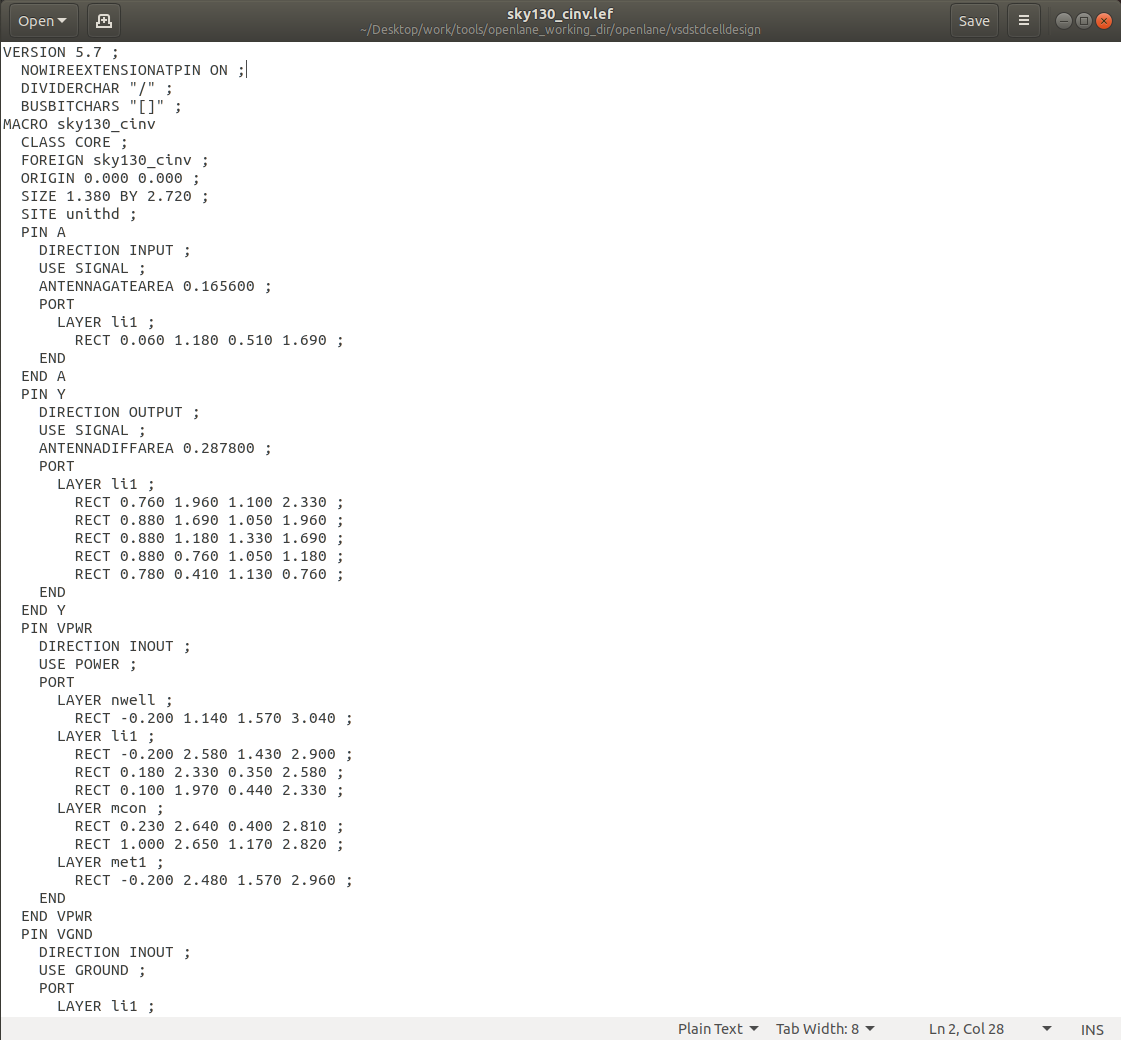 Open
sky130_cinv.lef
~/Desktop/work/tools/openlane_working_dir/openlane/vsdstdcelldesign
Save
VERSION 5.7 ;
  NOWIREEXTENSIONATPIN ON ;
  DIVIDERCHAR "/" ;
  BUSBITCHARS "[]" ;
MACRO sky130_cinv
  CLASS CORE ;
  FOREIGN sky130_cinv ;
  ORIGIN 0.000 0.000 ;
  SIZE 1.380 BY 2.720 ;
  SITE unithd ;
  PIN A
    DIRECTION INPUT ;
    USE SIGNAL ;
    ANTENNAGATEAREA 0.165600 ;
    PORT
      LAYER li1 ;
        RECT 0.060 1.180 0.510 1.690 ;
    END
  END A
  PIN Y
    DIRECTION OUTPUT ;
    USE SIGNAL ;
    ANTENNADIFFAREA 0.287800 ;
    PORT
      LAYER li1 ;
        RECT 0.760 1.960 1.100 2.330 ;
        RECT 0.880 1.690 1.050 1.960 ;
        RECT 0.880 1.180 1.330 1.690 ;
        RECT 0.880 0.760 1.050 1.180 ;
        RECT 0.780 0.410 1.130 0.760 ;
    END
  END Y
  PIN VPWR
    DIRECTION INOUT ;
    USE POWER ;
    PORT
      LAYER nwell ;
        RECT -0.200 1.140 1.570 3.040 ;
      LAYER li1 ;
        RECT -0.200 2.580 1.430 2.900 ;
        RECT 0.180 2.330 0.350 2.580 ;
        RECT 0.100 1.970 0.440 2.330 ;
      LAYER mcon ;
        RECT 0.230 2.640 0.400 2.810 ;
        RECT 1.000 2.650 1.170 2.820 ;
      LAYER met1 ;
        RECT -0.200 2.480 1.570 2.960 ;
    END
  END VPWR
  PIN VGND
    DIRECTION INOUT ;
    USE GROUND ;
    PORT
      LAYER li1 ;
Plain Text Tab Width: 8 Ln 2, Col 28 INS